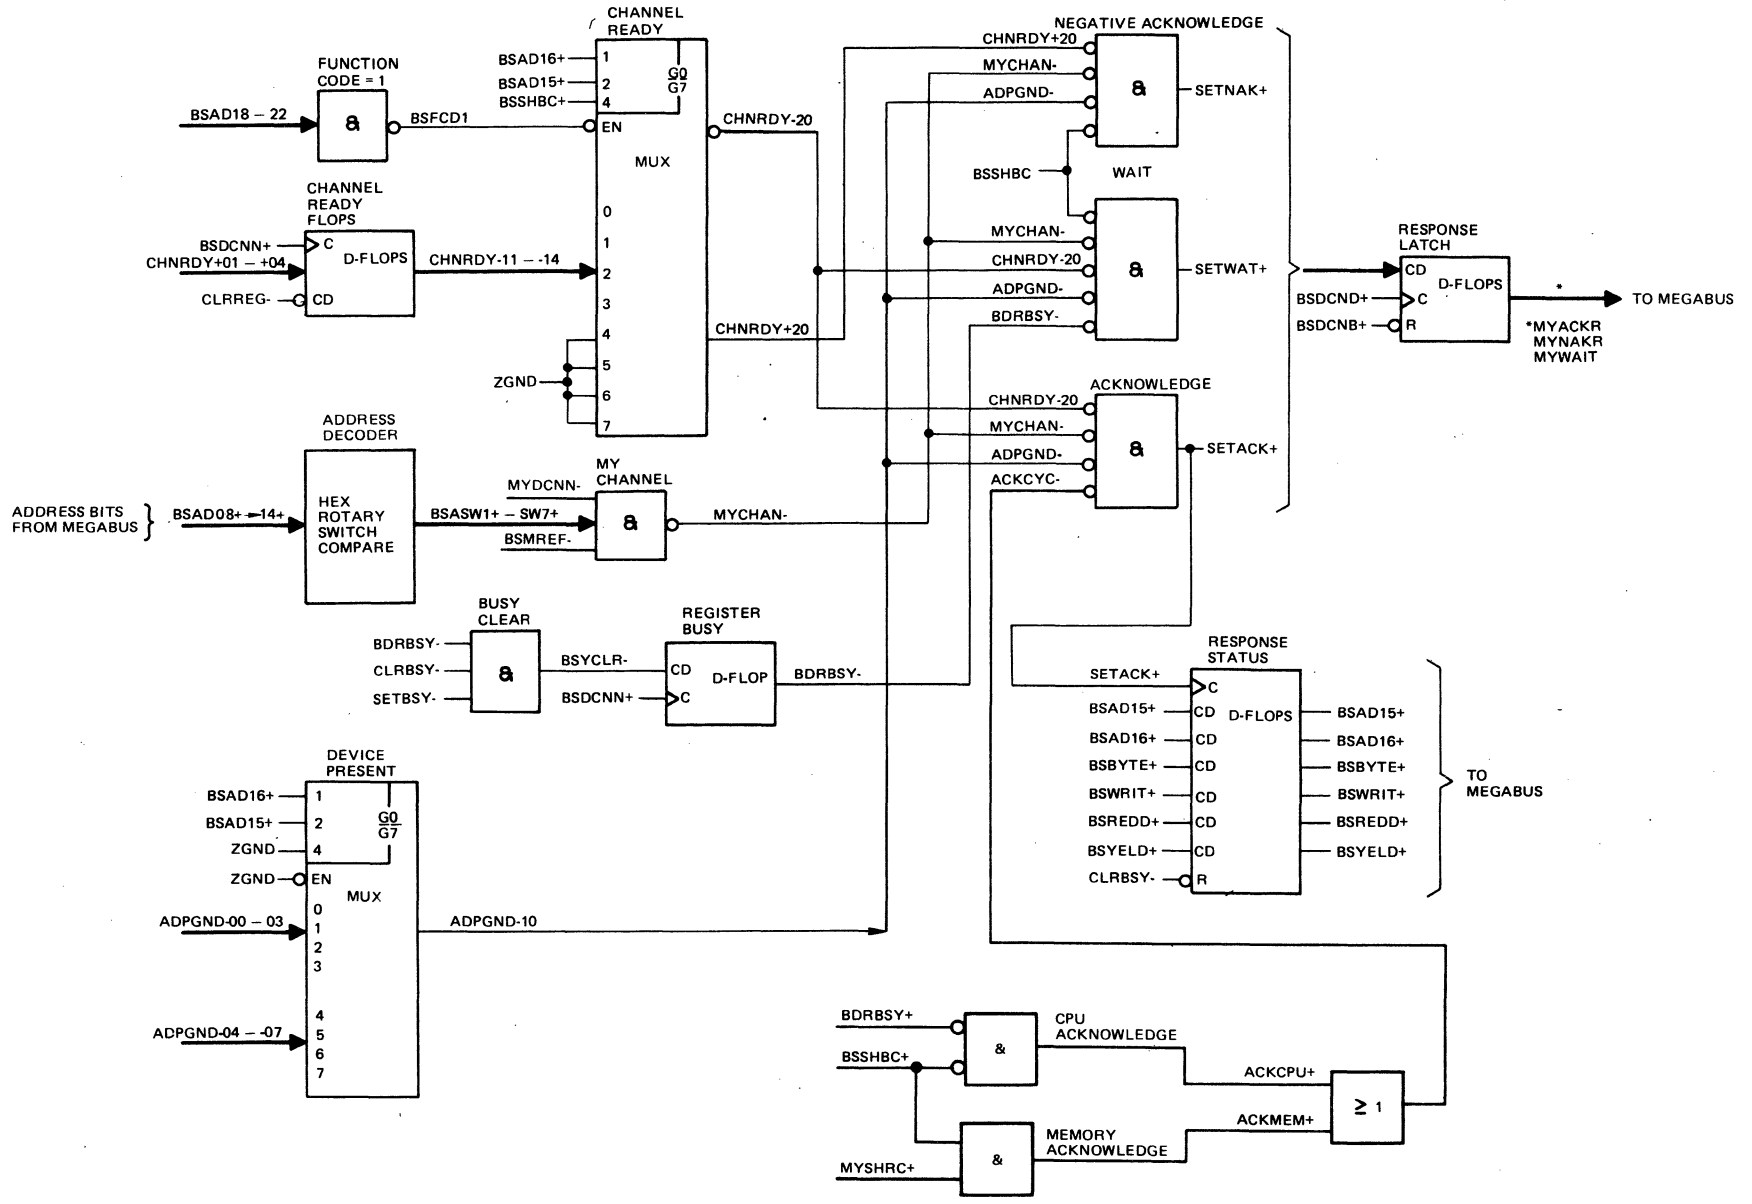 CHANNEL
READY
BSAD16+
1
BSAD15+
2
BSSHBC+
4
G0
G7
EN
MUX
0
1
2
3
4
5
6
7
FUNCTION
CODE = 1
BSAD18 – 22
&
BSFCD1
CHANNEL
READY
FLOPS
BSDCNN+
C
CHNRDY+01 – +04
D-FLOPS
CLRREG-
CD
CHNRDY-11 – -14
ZGND
CHNRDY-20
CHNRDY+20
ADDRESS
DECODER
ADDRESS BITS
FROM MEGABUS
BSAD08+ – 14+
HEX
ROTARY
SWITCH
COMPARE
BSASW1+ – SW7+
MY
CHANNEL
MYDCNN-
BSMREF-
&
MYCHAN-
BUSY
CLEAR
BDRBSY-
CLRBSY-
SETBSY-
&
BSYCLR-
BSDCNN+
REGISTER
BUSY
CD
D-FLOP
C
BDRBSY-
DEVICE
PRESENT
BSAD16+
1
BSAD15+
2
ZGND
4
G0
G7
ZGND
EN
MUX
0
ADPGND-00 – 03
1
2
3
4
ADPGND-04 – -07
5
6
7
ADPGND-10
NEGATIVE ACKNOWLEDGE
CHNRDY+20
MYCHAN-
ADPGND-
&
SETNAK+
BSSHBC
WAIT
MYCHAN-
CHNRDY-20
ADPGND-
BDRBSY-
&
SETWAT+
ACKNOWLEDGE
CHNRDY-20
MYCHAN-
ADPGND-
ACKCYC-
&
SETACK+
RESPONSE
LATCH
CD
D-FLOPS
BSDCND+
C
BSDCNB+
R
*
TO MEGABUS
*MYACKR
MYNAKR
MYWAIT
RESPONSE
STATUS
SETACK+
C
D-FLOPS
BSAD15+
CD
BSAD15+
BSAD16+
CD
BSAD16+
BSBYTE+
CD
BSBYTE+
BSWRIT+
CD
BSWRIT+
BSREDD+
CD
BSREDD+
BSYELD+
CD
BSYELD+
CLRBSY-
R
TO
MEGABUS
BDRBSY+
BSSHBC+
&
CPU
ACKNOWLEDGE
ACKCPU+
≥ 1
ACKMEM+
MYSHRC+
&
MEMORY
ACKNOWLEDGE